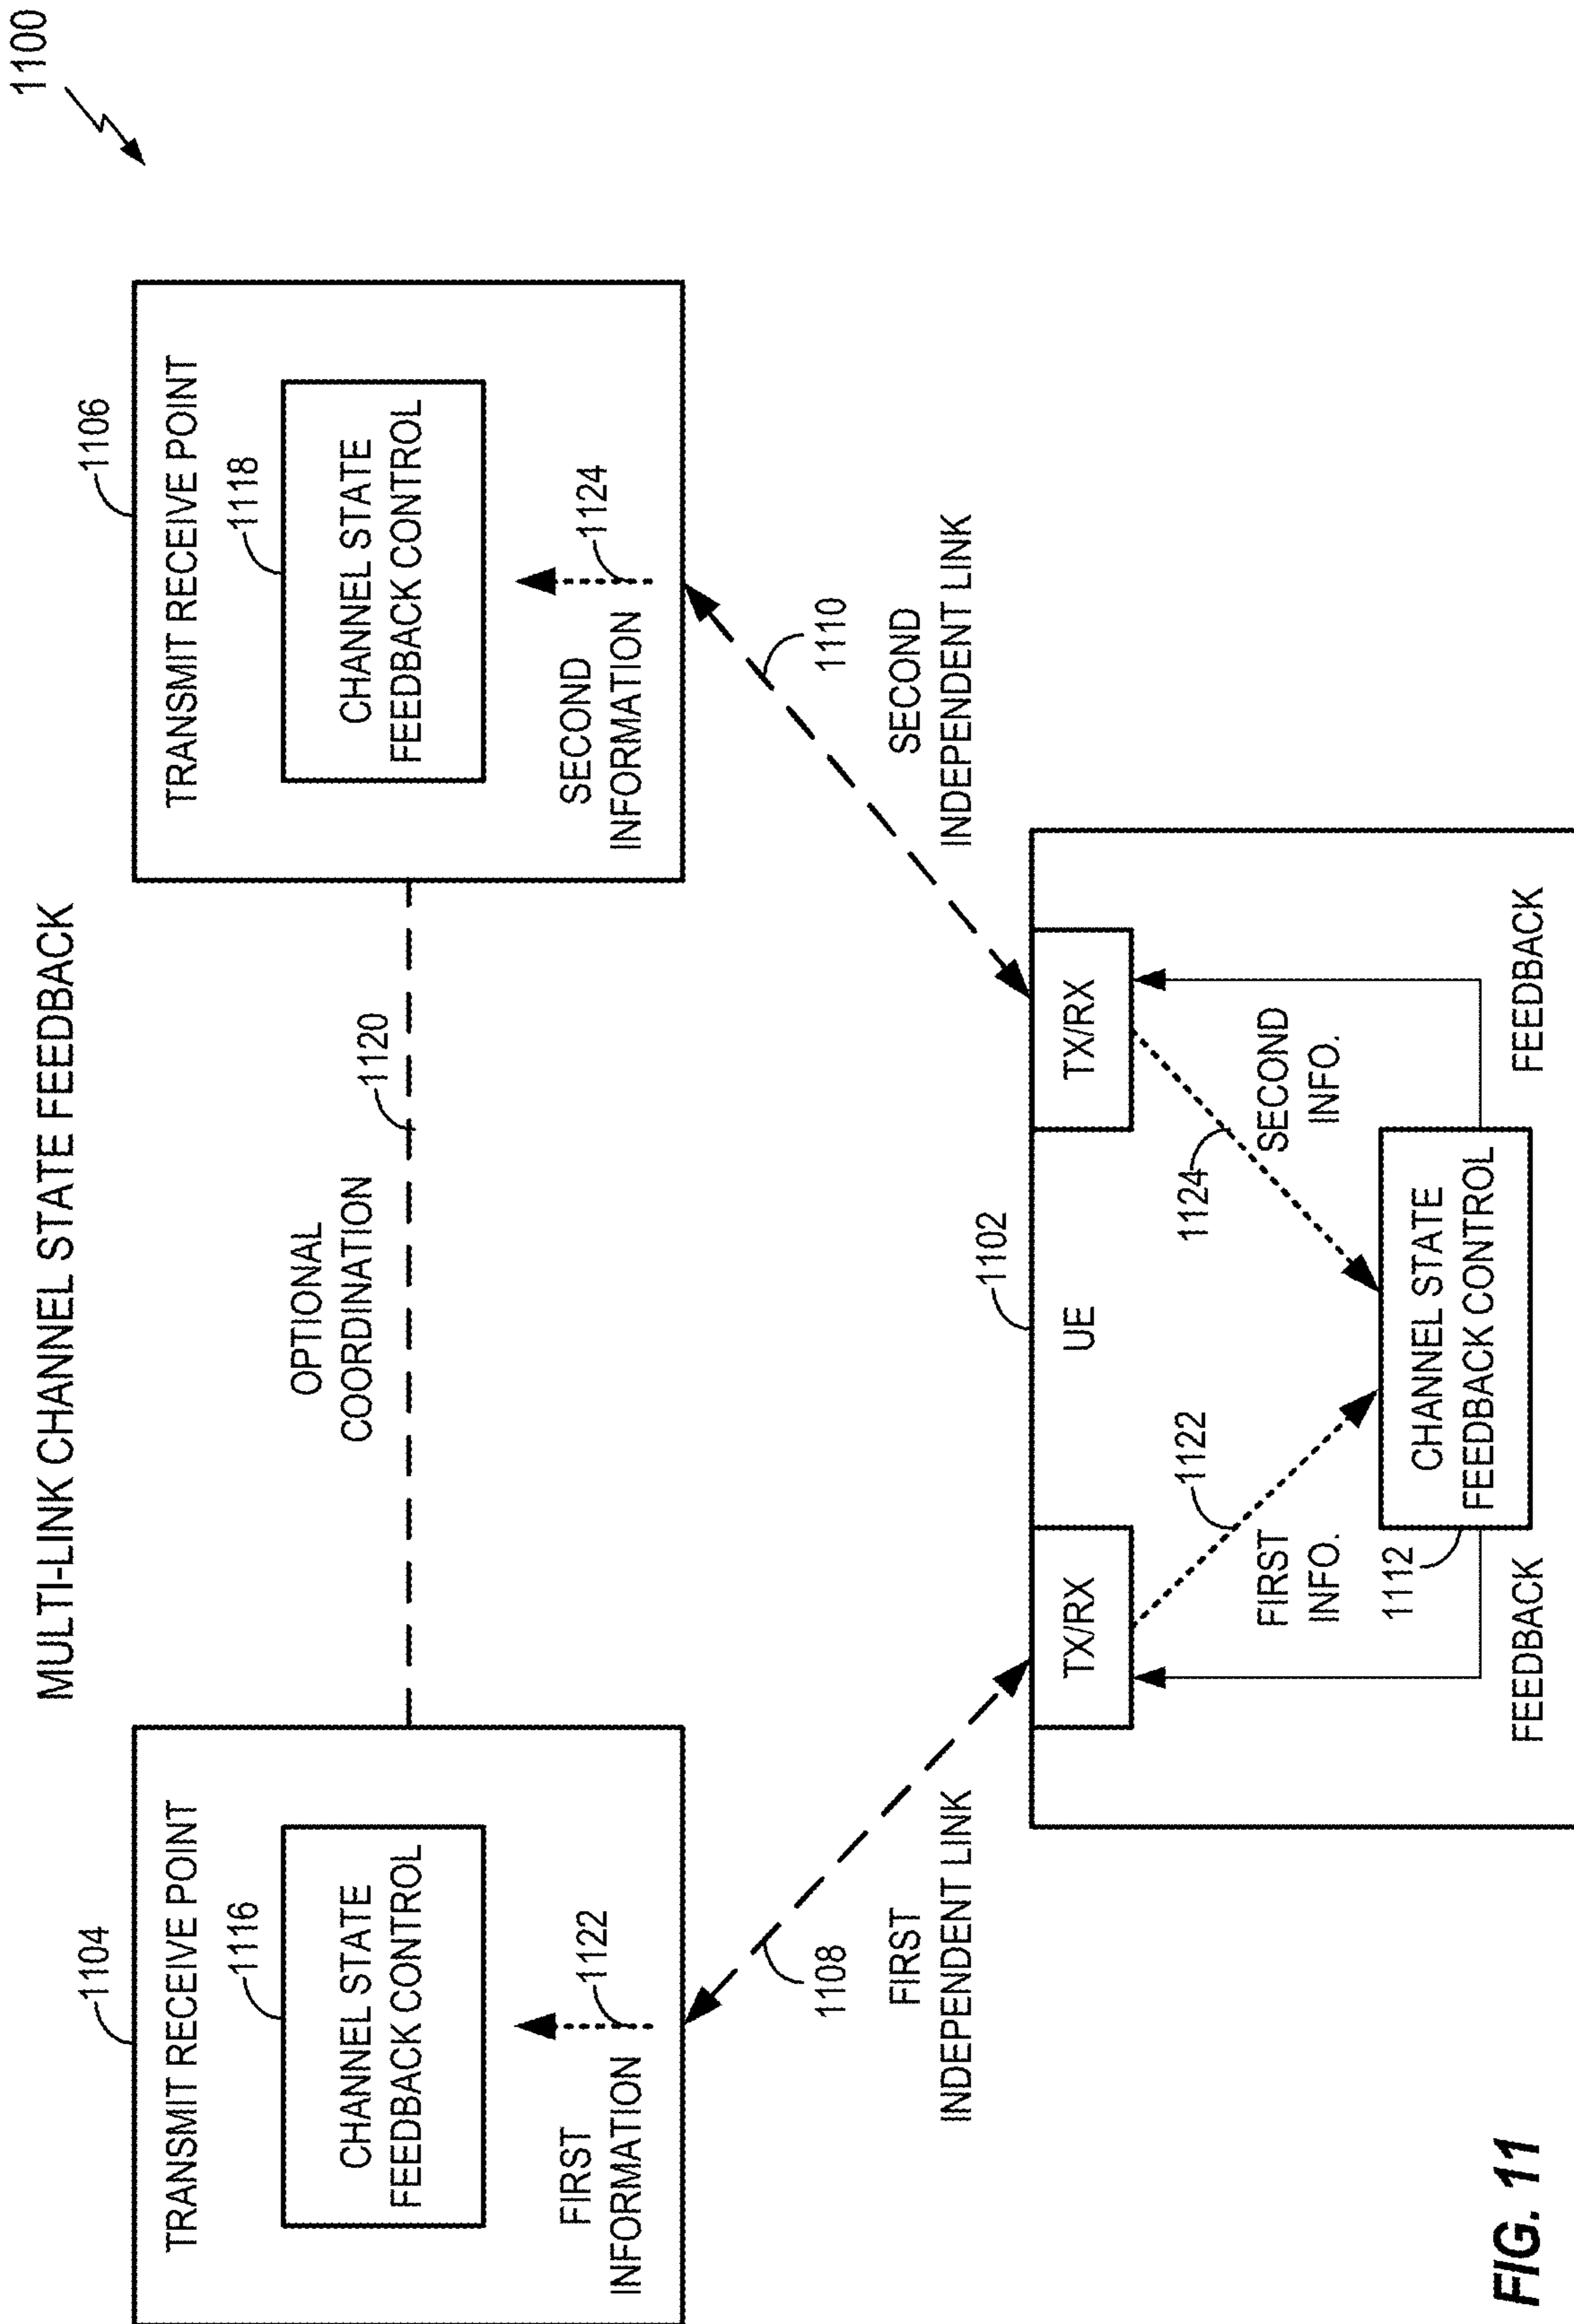 1100
MULTI-LINK CHANNEL STATE FEEDBACK
1104
TRANSMIT RECEIVE POINT
1116
CHANNEL STATE
FEEDBACK CONTROL
FIRST
INFORMATION
1122
OPTIONAL
COORDINATION
1120
1106
TRANSMIT RECEIVE POINT
1118
CHANNEL STATE
FEEDBACK CONTROL
SECOND
INFORMATION
1124
1108
FIRST
INDEPENDENT LINK
1110
SECOND
INDEPENDENT LINK
1102
UE
TX/RX
TX/RX
1122
FIRST
INFO.
1124
SECOND
INFO.
1112
CHANNEL STATE
FEEDBACK CONTROL
FEEDBACK
FEEDBACK
FIG. 11